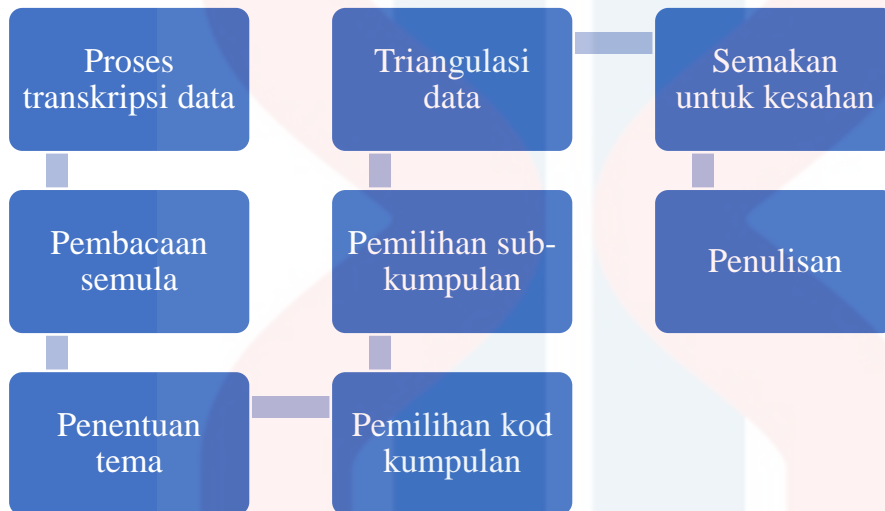 Proses
transkripsi data
Pembacaan
semula
Penentuan
tema
Pemilihan kod
kumpulan
Pemilihan sub-
kumpulan
Triangulasi
data
Semakan
untuk kesahan
Penulisan